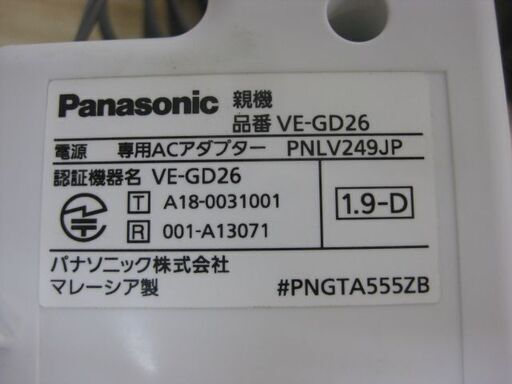 Panasonic 親機
品番 VE-GD26
電源 専用ACアダプター PNLV249JP
認証機器名 VE-GD26
T A18-0031001
R 001-A13071
1.9-D
パナソニック株式会社
マレーシア製 #PNGTA555ZB